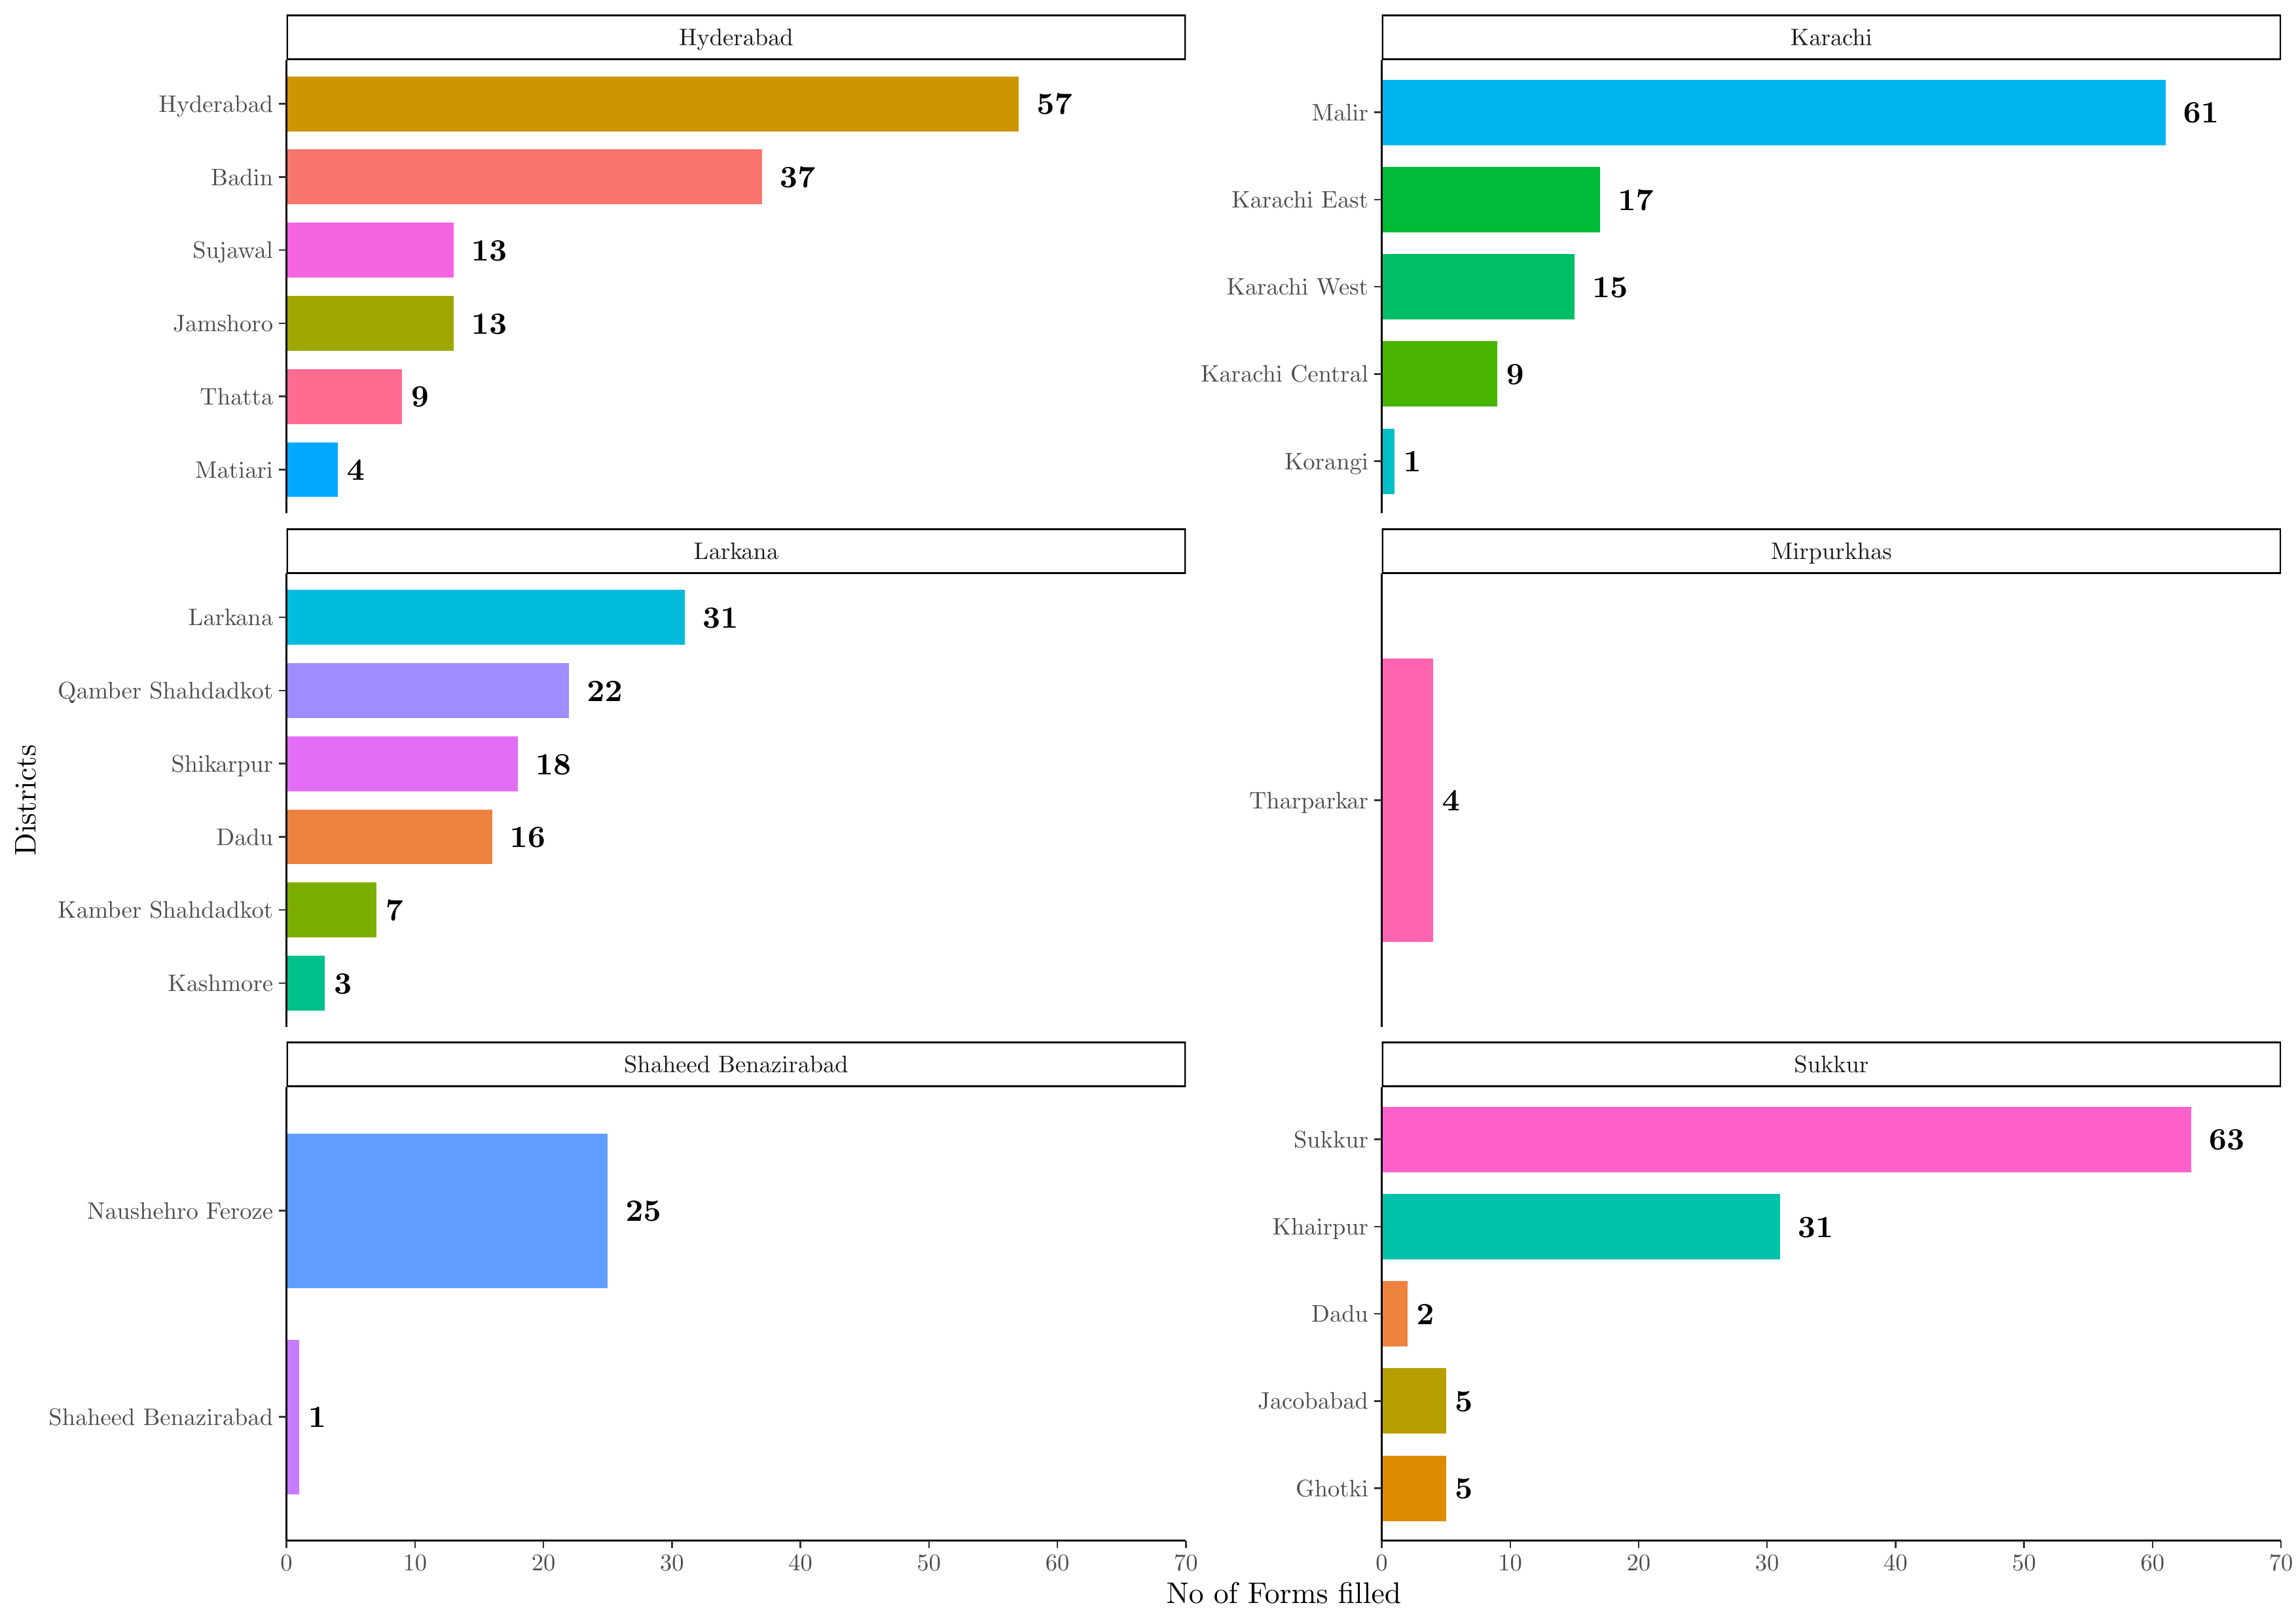 Hyderabad
Hyderabad 57
Badin 37
Sujawal 13
Jamshoro 13
Thatta 9
Matiari 4
Karachi
Malir 61
Karachi East 17
Karachi West 15
Karachi Central 9
Korangi 1
Larkana
Larkana 31
Qamber Shahdadkot 22
Shikarpur 18
Dadu 16
Kamber Shahdadkot 7
Kashmore 3
Mirpurkhas
Tharparkar 4
Shaheed Benazirabad
Naushehro Feroze 25
Shaheed Benazirabad 1
0 10 20 30 40 50 60 70
Sukkur
Sukkur 63
Khairpur 31
Dadu 2
Jacobabad 5
Ghotki 5
0 10 20 30 40 50 60 70
Districts
No of Forms filled